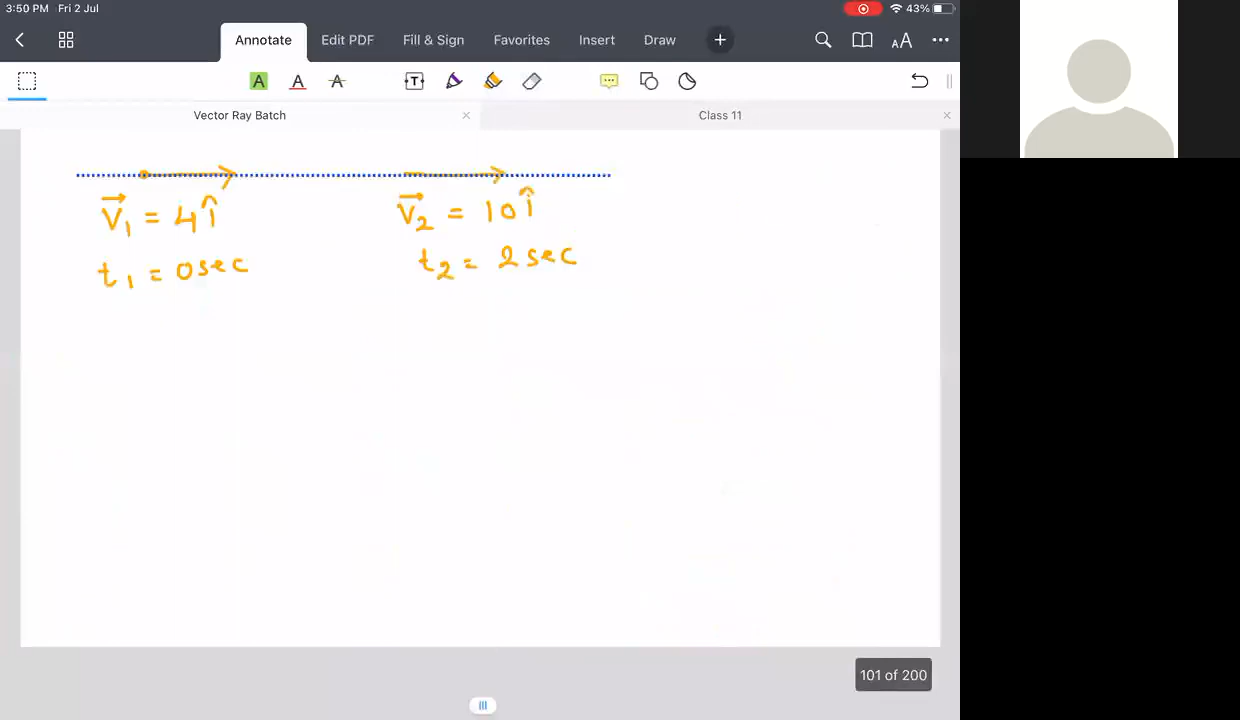 3:50 PM Fri 2 Jul
43%
Annotate Edit PDF Fill & Sign Favorites Insert Draw
A A A T
AA
Vector Ray Batch
Class 11
V⃗₁ = 4î
V⃗₂ = 10î
t₁ = 0sec
t₂ = 2sec
101 of 200